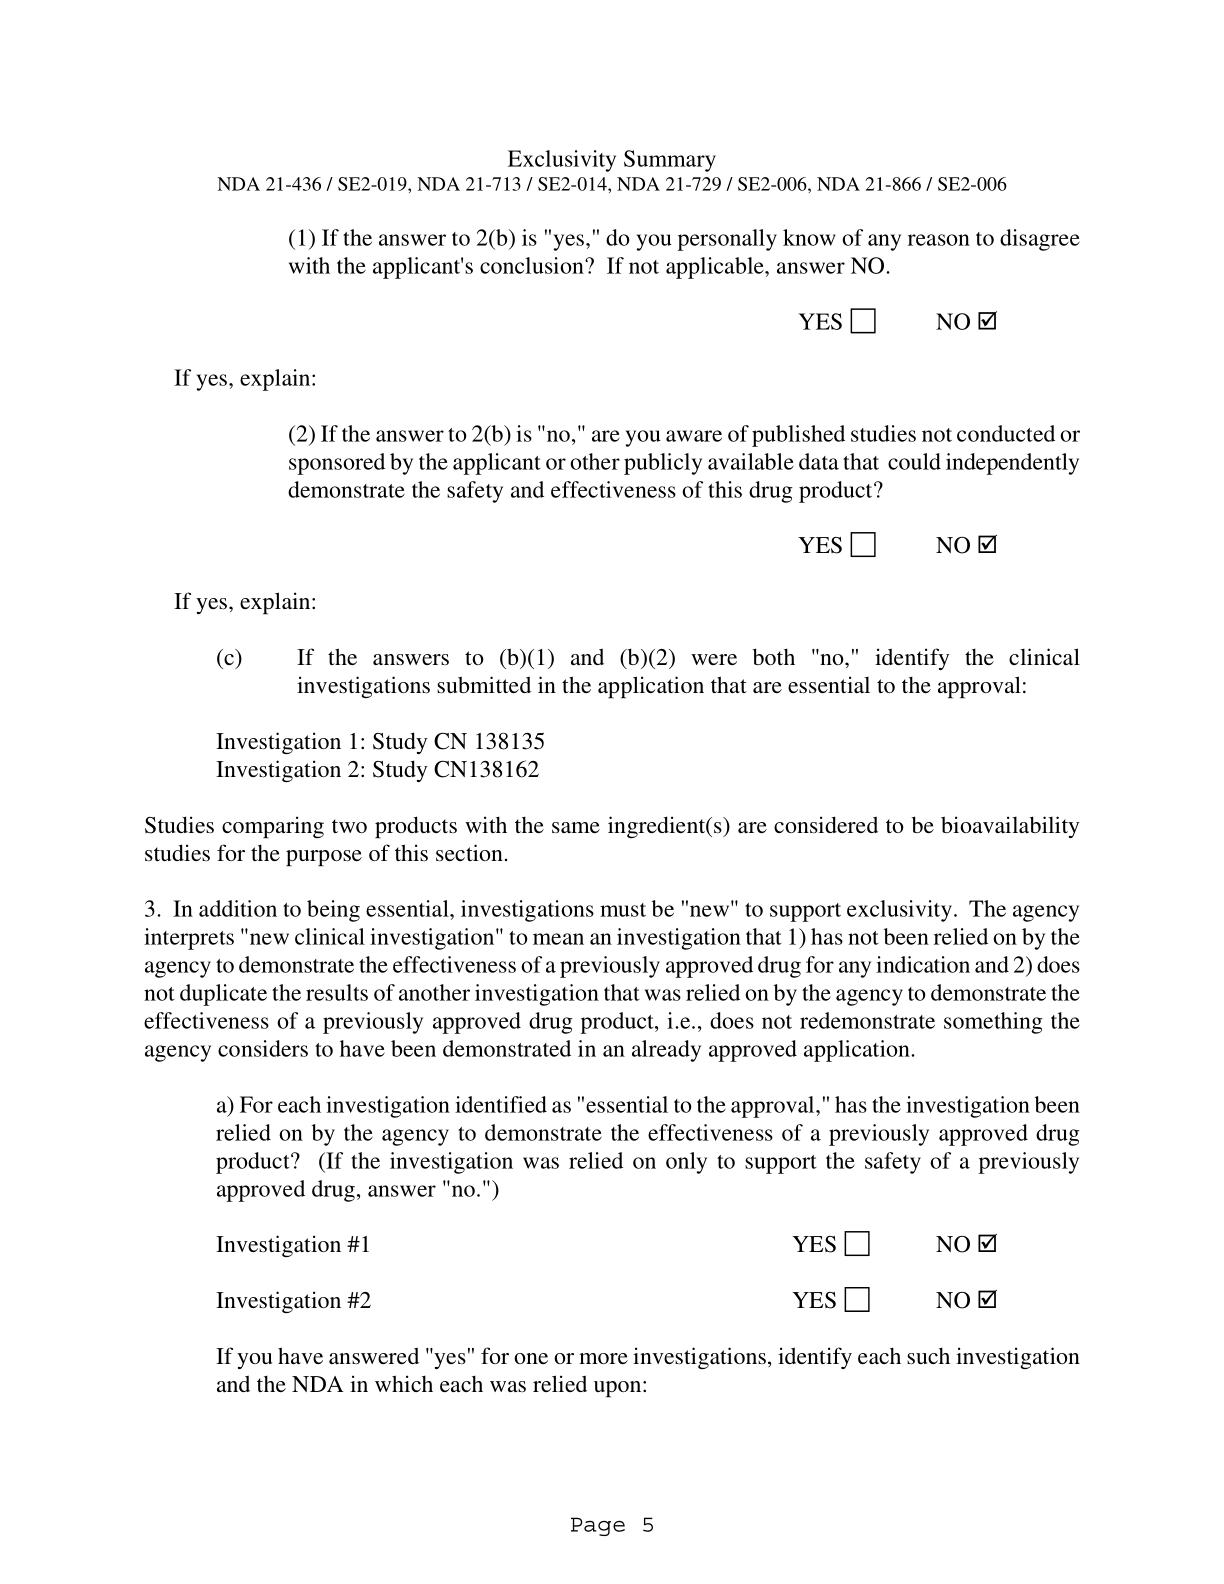 Exclusivity Summary
NDA 21-436 / SE2-019, NDA 21-713 / SE2-014, NDA 21-729 / SE2-006, NDA 21-866 / SE2-006
(1) If the answer to 2(b) is "yes," do you personally know of any reason to disagree
with the applicant's conclusion?  If not applicable, answer NO.
YES ☐ NO ☑
If yes, explain:
(2) If the answer to 2(b) is "no," are you aware of published studies not conducted or
sponsored by the applicant or other publicly available data that  could independently
demonstrate the safety and effectiveness of this drug product?
YES ☐ NO ☑
If yes, explain:
(c) If the answers to (b)(1) and (b)(2) were both "no," identify the clinical
investigations submitted in the application that are essential to the approval:
Investigation 1: Study CN 138135
Investigation 2: Study CN138162
Studies comparing two products with the same ingredient(s) are considered to be bioavailability
studies for the purpose of this section.
3.  In addition to being essential, investigations must be "new" to support exclusivity.  The agency
interprets "new clinical investigation" to mean an investigation that 1) has not been relied on by the
agency to demonstrate the effectiveness of a previously approved drug for any indication and 2) does
not duplicate the results of another investigation that was relied on by the agency to demonstrate the
effectiveness of a previously approved drug product, i.e., does not redemonstrate something the
agency considers to have been demonstrated in an already approved application.
a) For each investigation identified as "essential to the approval," has the investigation been
relied on by the agency to demonstrate the effectiveness of a previously approved drug
product?  (If the investigation was relied on only to support the safety of a previously
approved drug, answer "no.")
Investigation #1 YES ☐ NO ☑
Investigation #2 YES ☐ NO ☑
If you have answered "yes" for one or more investigations, identify each such investigation
and the NDA in which each was relied upon:
Page 5